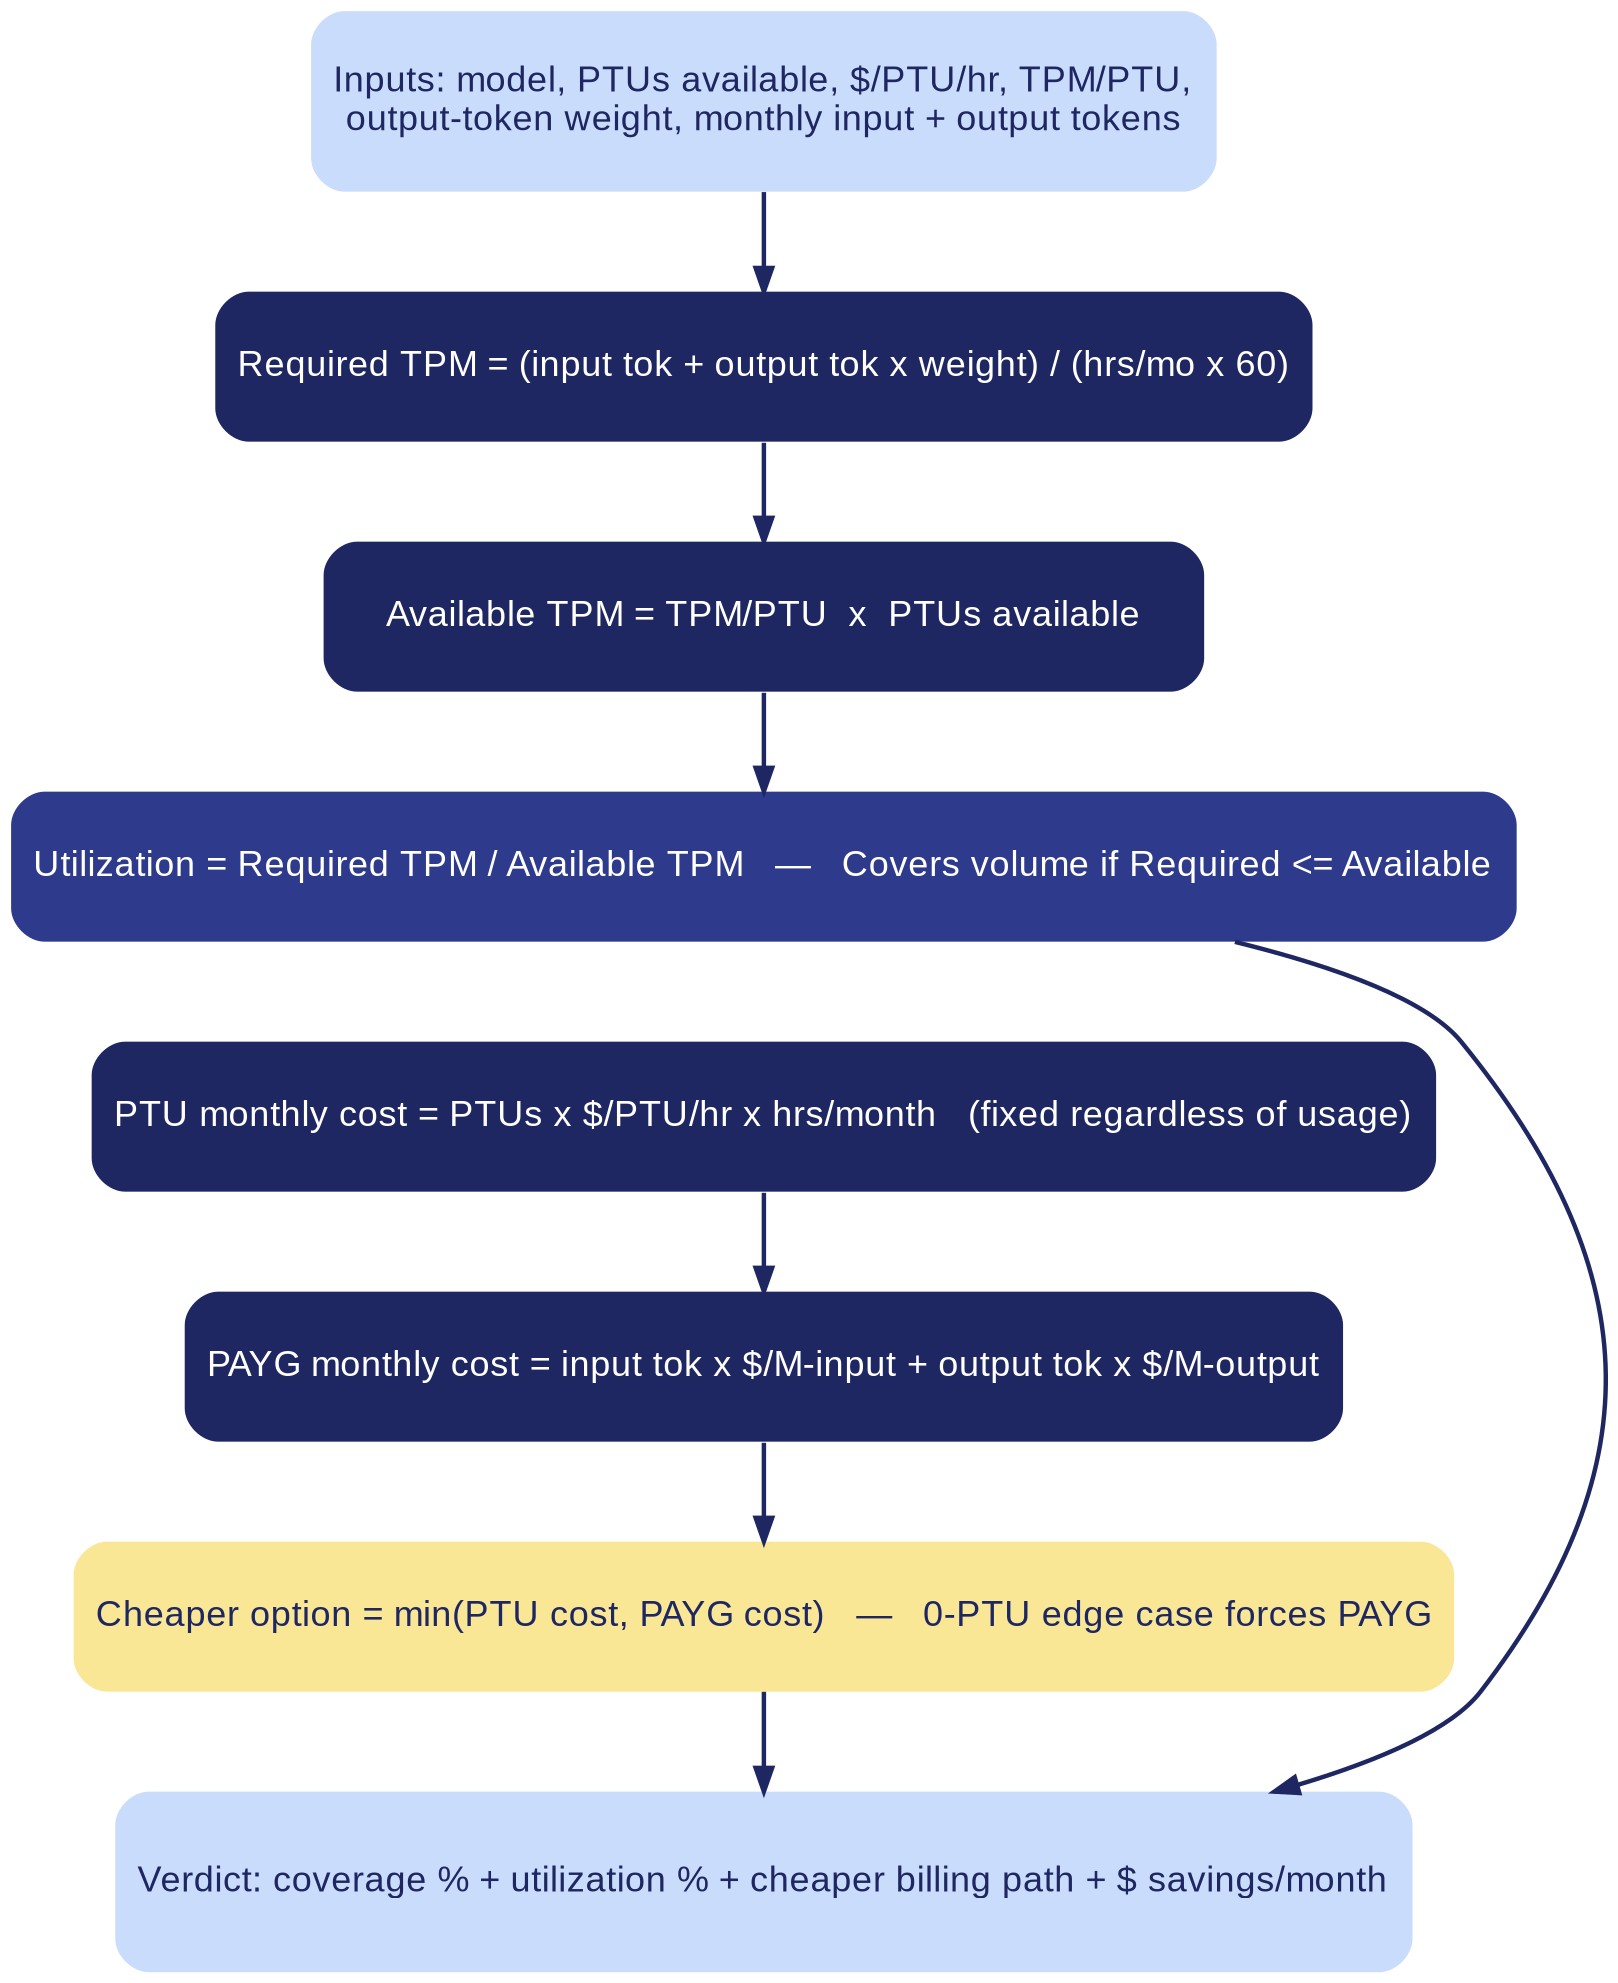 Inputs: model, PTUs available, $/PTU/hr, TPM/PTU,
output-token weight, monthly input + output tokens
Required TPM = (input tok + output tok x weight) / (hrs/mo x 60)
Available TPM = TPM/PTU  x  PTUs available
Utilization = Required TPM / Available TPM   —   Covers volume if Required <= Available
PTU monthly cost = PTUs x $/PTU/hr x hrs/month   (fixed regardless of usage)
PAYG monthly cost = input tok x $/M-input + output tok x $/M-output
Cheaper option = min(PTU cost, PAYG cost)   —   0-PTU edge case forces PAYG
Verdict: coverage % + utilization % + cheaper billing path + $ savings/month